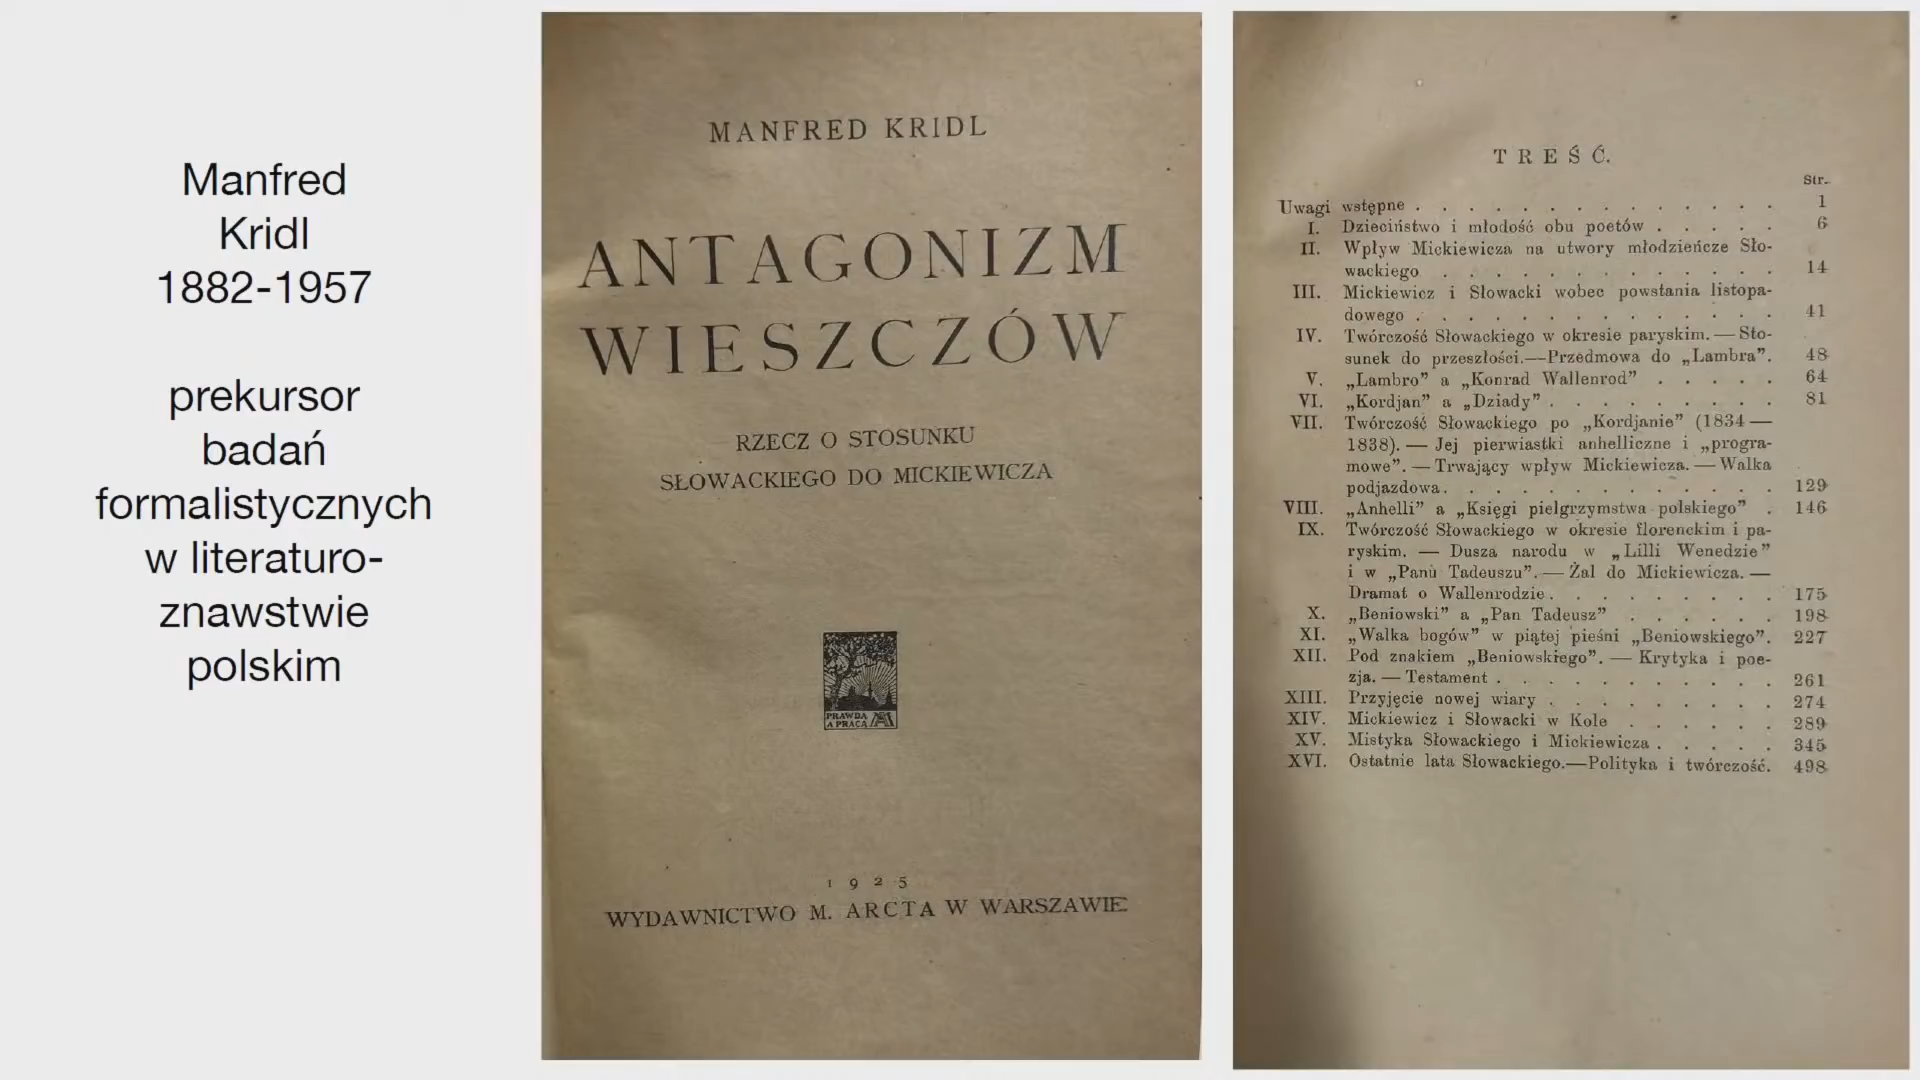 Manfred
Kridl
1882-1957
prekursor
badań
formalistycznych
w literaturo-
znawstwie
polskim
MANFRED KRIDL
ANTAGONIZM
WIESZCZÓW
RZECZ O STOSUNKU
SŁOWACKIEGO DO MICKIEWICZA
PRAWDĄ
A PRACĄ
1925
WYDAWNICTWO M. ARCTA W WARSZAWIE
TREŚĆ.
Str.
Uwagi wstępne . . . . . . . . . . . . . . 1
I. Dzieciństwo i młodość obu poetów . . . . . 6
II. Wpływ Mickiewicza na utwory młodzieńcze Sło-
wackiego . . . . . . . . . . . . . 14
III. Mickiewicz i Słowacki wobec powstania listopa-
dowego . . . . . . . . . . . . . . 41
IV. Twórczość Słowackiego w okresie paryskim. — Sto-
sunek do przeszłości.—Przedmowa do „Lambra”. 48
V. „Lambro” a „Konrad Wallenrod” . . . . . 64
VI. „Kordjan” a „Dziady” . . . . . . . . . 81
VII. Twórczość Słowackiego po „Kordjanie” (1834 —
1838). — Jej pierwiastki anhelliczne i „progra-
mowe”. — Trwający wpływ Mickiewicza. — Walka
podjazdowa. . . . . . . . . . . . . 129
VIII. „Anhelli” a „Księgi pielgrzymstwa polskiego” . 146
IX. Twórczość Słowackiego w okresie florenckim i pa-
ryskim. — Dusza narodu w „Lilli Wenedzie”
i w „Panu Tadeuszu”. — Żal do Mickiewicza. —
Dramat o Wallenrodzie . . . . . . . . . 175
X. „Beniowski” a „Pan Tadeusz” . . . . . . 198
XI. „Walka bogów” w piątej pieśni „Beniowskiego”. 227
XII. Pod znakiem „Beniowskiego”. — Krytyka i poe-
zja. — Testament . . . . . . . . . . . 261
XIII. Przyjęcie nowej wiary . . . . . . . . . 274
XIV. Mickiewicz i Słowacki w Kole . . . . . . 289
XV. Mistyka Słowackiego i Mickiewicza . . . . . 345
XVI. Ostatnie lata Słowackiego.—Polityka i twórczość. 498